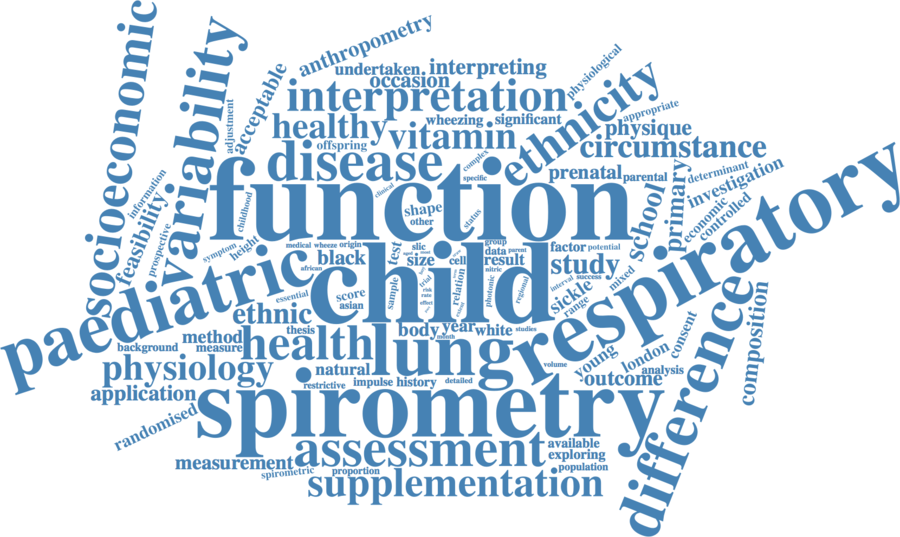 socioeconomic
variability
anthropometry
undertaken
interpreting
occasion
physiological
acceptable
adjustment
interpretation
ethnicity
appropriate
healthy
vitamin
wheezing
significant
physique
circumstance
offspring
disease
complex
specific
prenatal
parental
determinant
investigation
information
feasibility
prospective
childhood
function
clinical
shape
other
status
school
primary
economic
controlled
respiratory
symptom
height
medical
wheeze
origin
african
black
test
slic
size
cell
group
data
parent
result
nitric
factor
potential
study
success
interval
mixed
paediatric
child
essential
score
asian
sample
trial
risk
rate
effect
relation
photonic
regional
sickle
range
difference
composition
consent
ethnic
thesis
method
measure
background
health
lung
body
year
month
white
studies
volume
young
london
analysis
outcome
physiology
natural
restrictive
impulse
history
detailed
application
randomised
spirometry
assessment
available
exploring
population
measurement
spirometric
proportion
supplementation